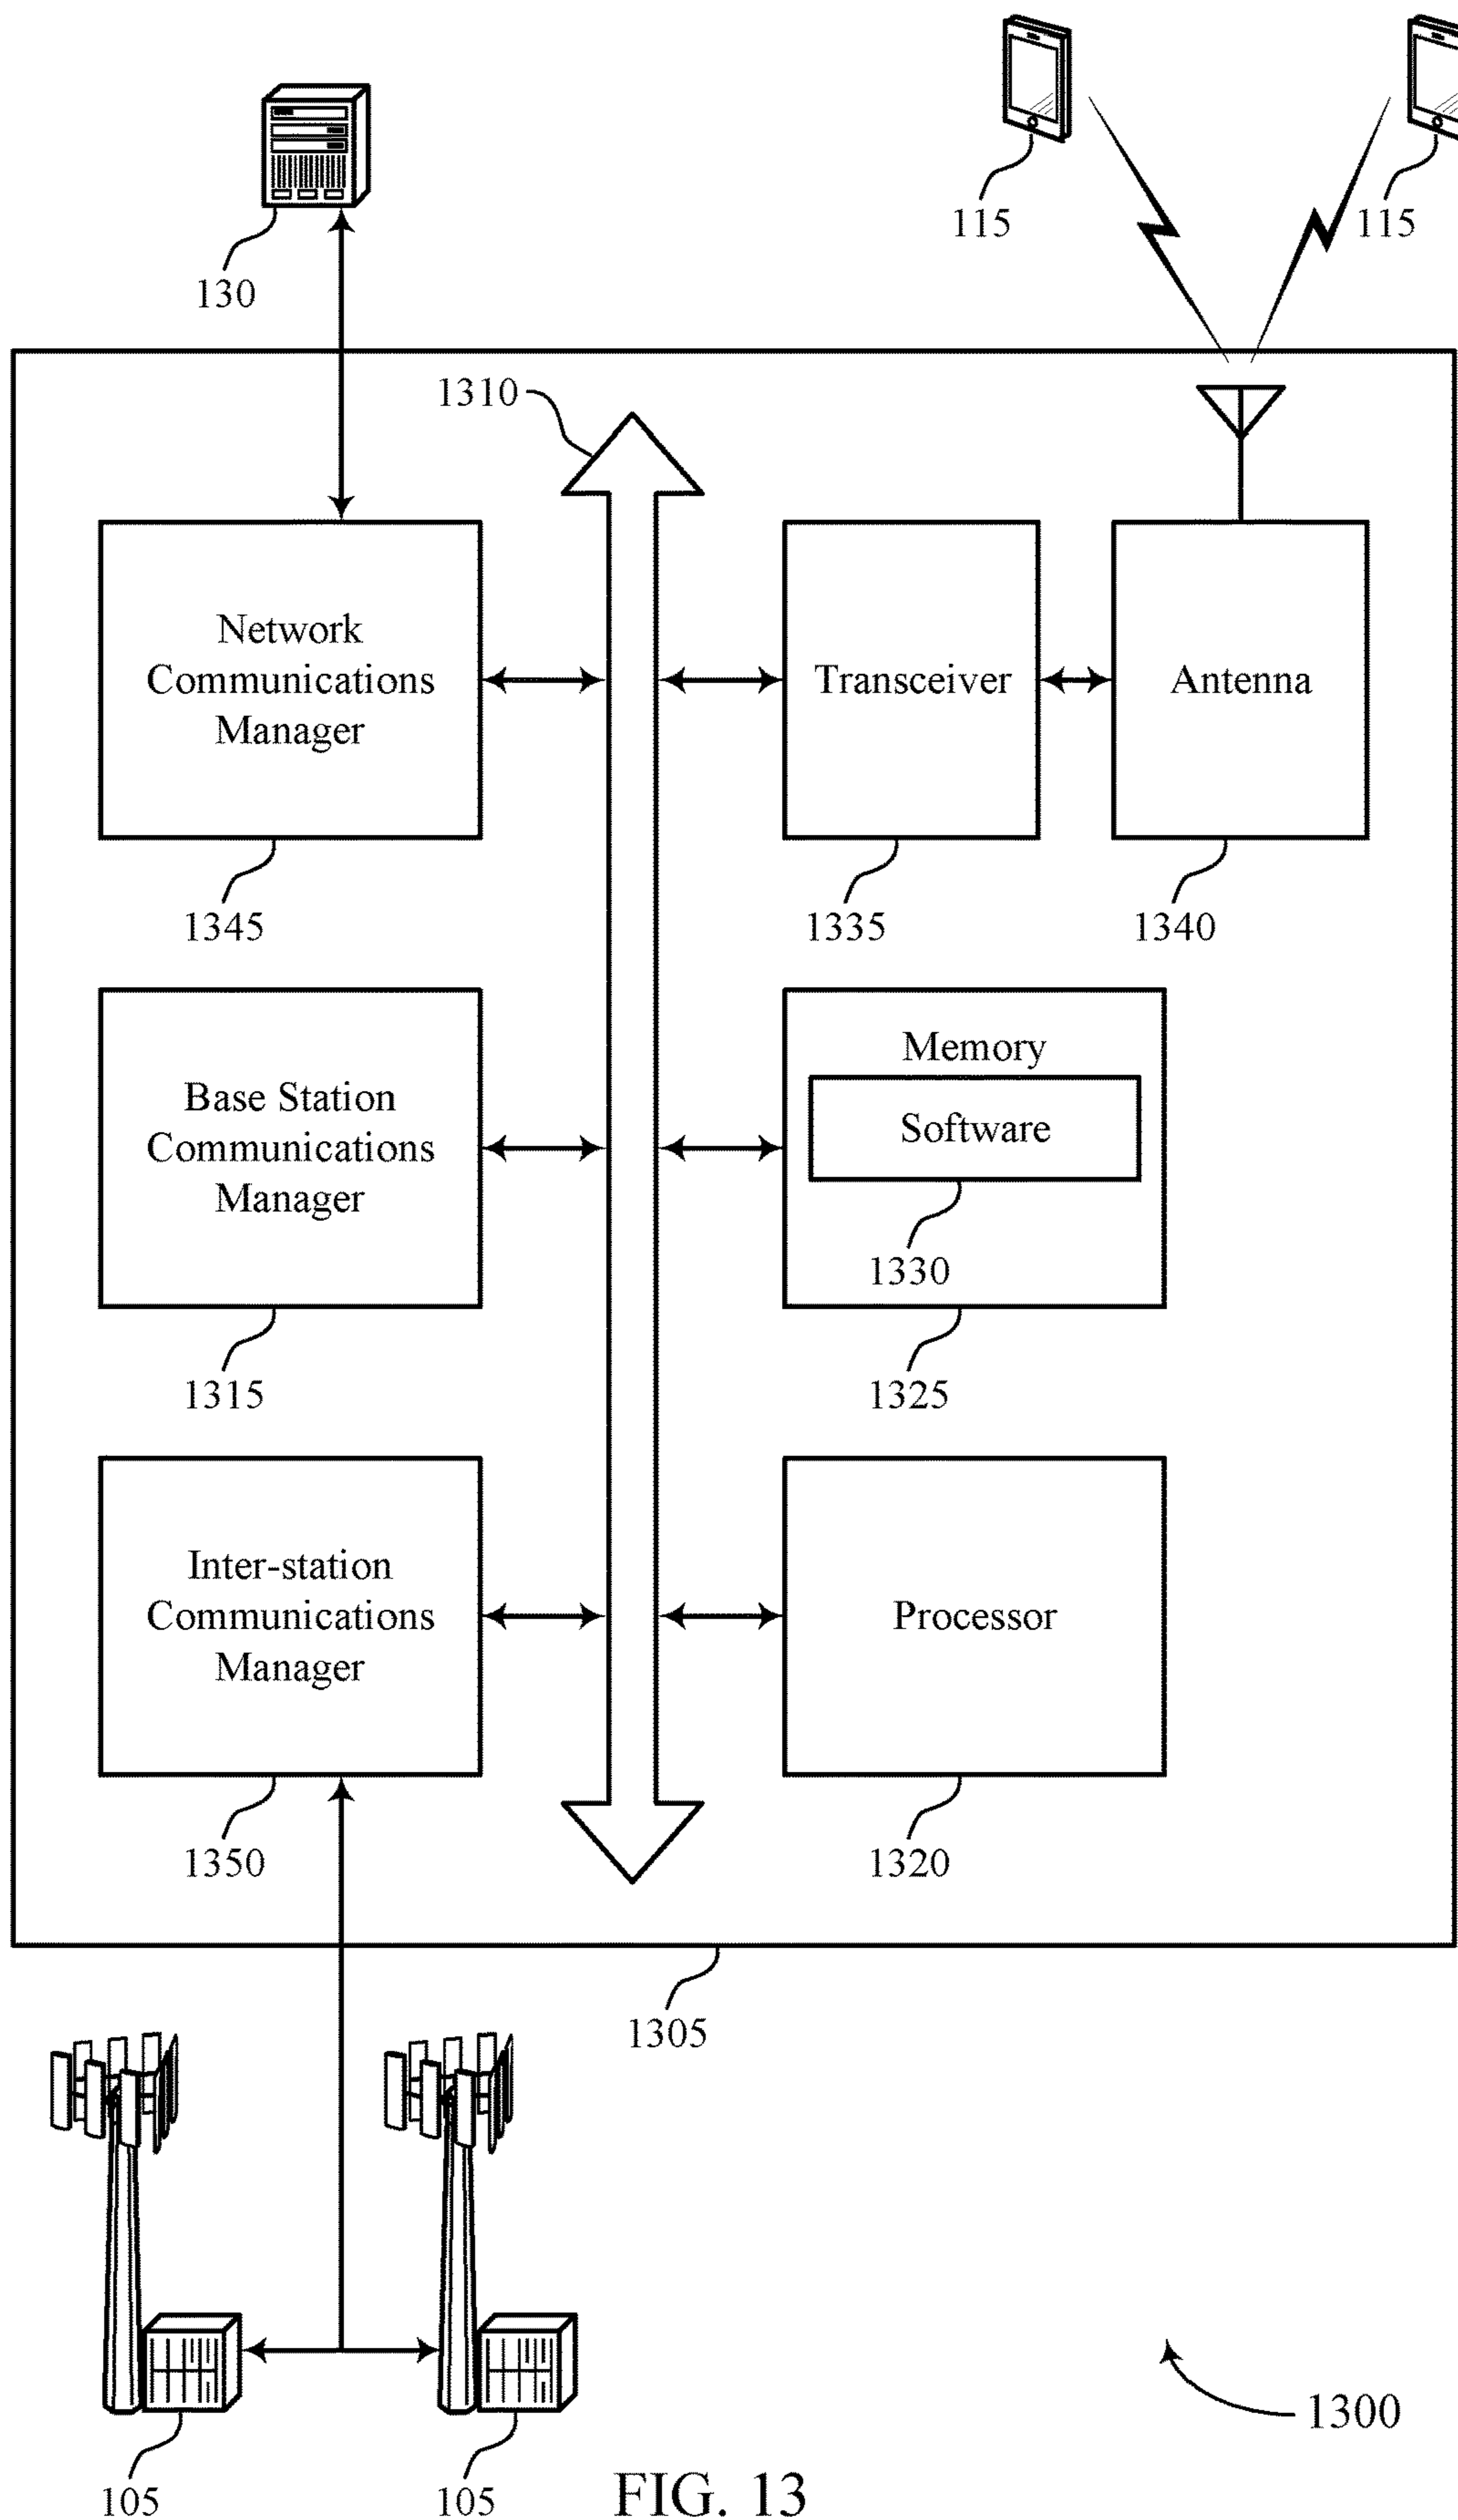 115
115
130
1310
Network
Communications
Manager
Transceiver
Antenna
1345
1335
1340
Base Station
Communications
Manager
Memory
Software
1330
1315
1325
Inter-station
Communications
Manager
Processor
1350
1320
1305
1300
105
105
FIG. 13